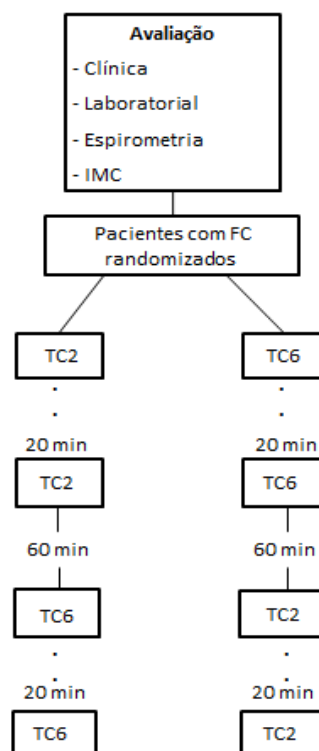 Avaliação
- Clínica
- Laboratorial
- Espirometria
- IMC
Pacientes com FC
randomizados
TC2
TC6
20 min
20 min
TC2
TC6
60 min
60 min
TC6
TC2
20 min
20 min
TC6
TC2